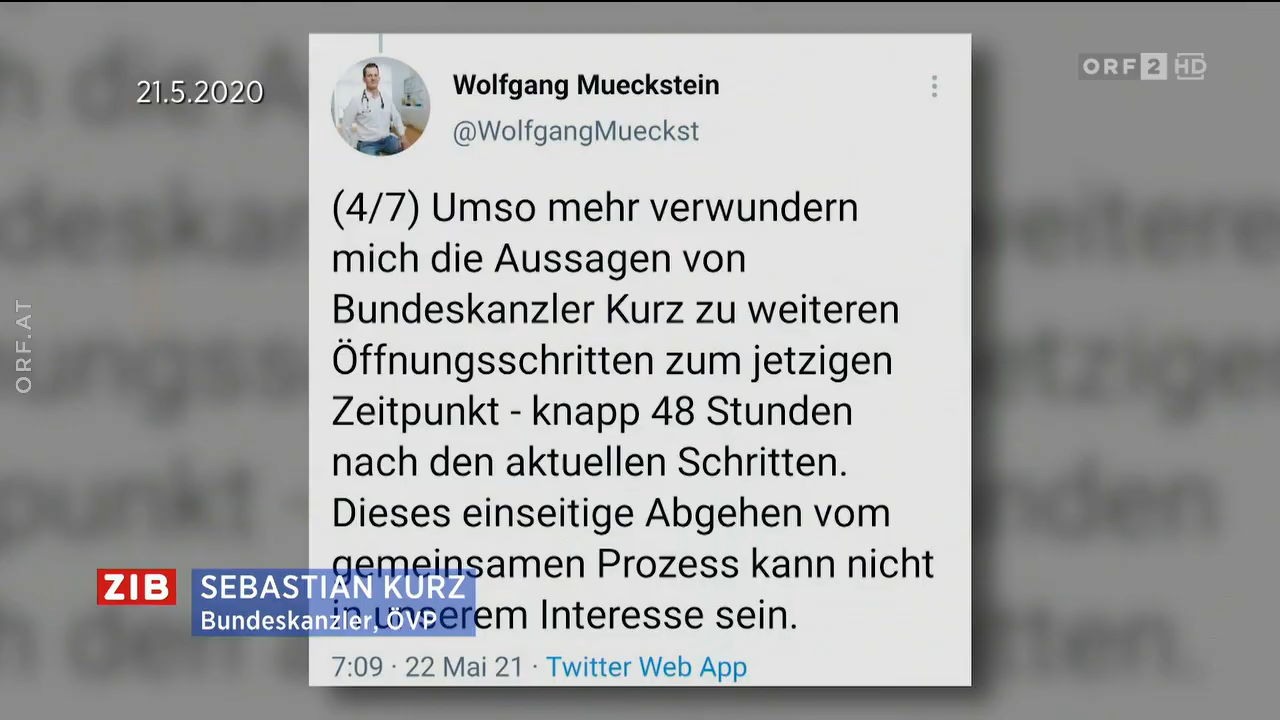 21.5.2020
ORF 2 HD
ORF.AT
Wolfgang Mueckstein
@WolfgangMueckst
(4/7) Umso mehr verwundern
mich die Aussagen von
Bundeskanzler Kurz zu weiteren
Öffnungsschritten zum jetzigen
Zeitpunkt - knapp 48 Stunden
nach den aktuellen Schritten.
Dieses einseitige Abgehen vom
gemeinsamen Prozess kann nicht
in unserem Interesse sein.
7:09 · 22 Mai 21 · Twitter Web App
ZIB
SEBASTIAN KURZ
Bundeskanzler, ÖVP